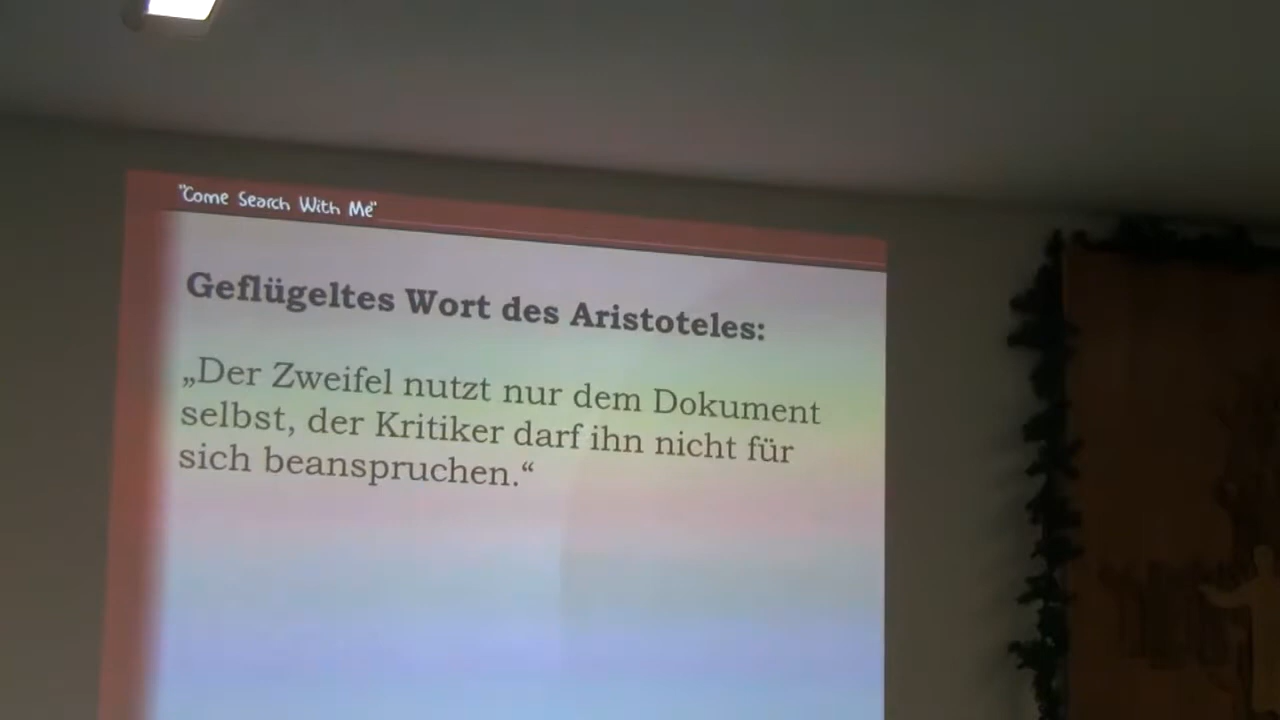 "Come Search With Me"
Geflügeltes Wort des Aristoteles:
„Der Zweifel nutzt nur dem Dokument
selbst, der Kritiker darf ihn nicht für
sich beanspruchen.“